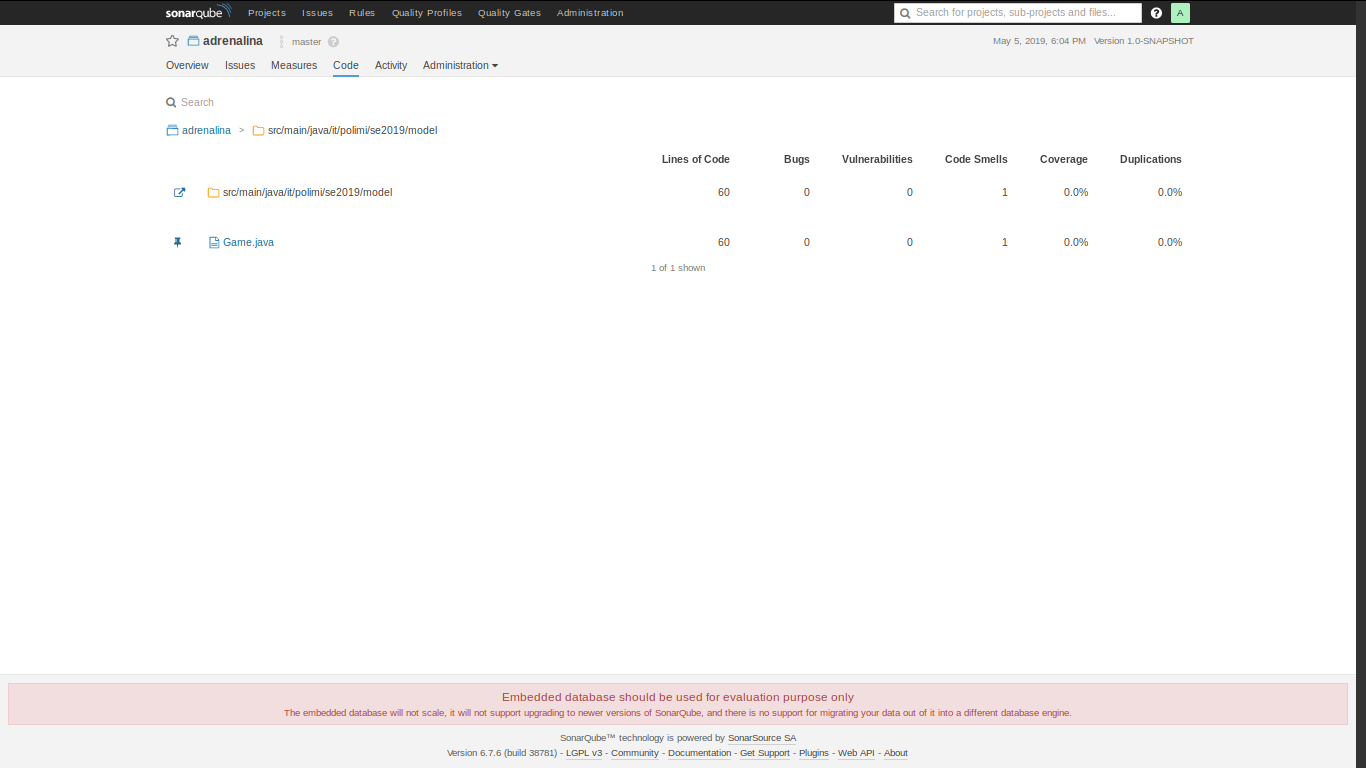 sonarqube Projects Issues Rules Quality Profiles Quality Gates Administration Search for projects, sub-projects and files... A
adrenalina master May 5, 2019, 6:04 PM Version 1.0-SNAPSHOT
Overview Issues Measures Code Activity Administration
Search
adrenalina > src/main/java/it/polimi/se2019/model
Lines of Code Bugs Vulnerabilities Code Smells Coverage Duplications
src/main/java/it/polimi/se2019/model 60 0 0 1 0.0% 0.0%
Game.java 60 0 0 1 0.0% 0.0%
1 of 1 shown
Embedded database should be used for evaluation purpose only
The embedded database will not scale, it will not support upgrading to newer versions of SonarQube, and there is no support for migrating your data out of it into a different database engine.
SonarQube™ technology is powered by SonarSource SA
Version 6.7.6 (build 38781) - LGPL v3 - Community - Documentation - Get Support - Plugins - Web API - About